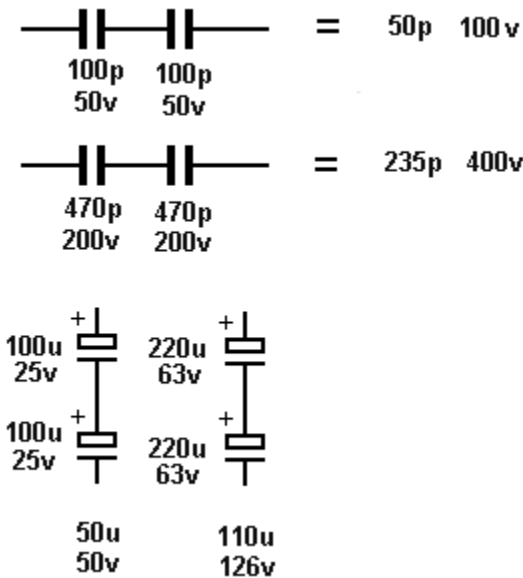 = 50p 100v
100p 100p
50v 50v
= 235p 400v
470p 470p
200v 200v
+ +
100u 220u
25v 63v
+ +
100u 220u
25v 63v
50u 110u
50v 126v